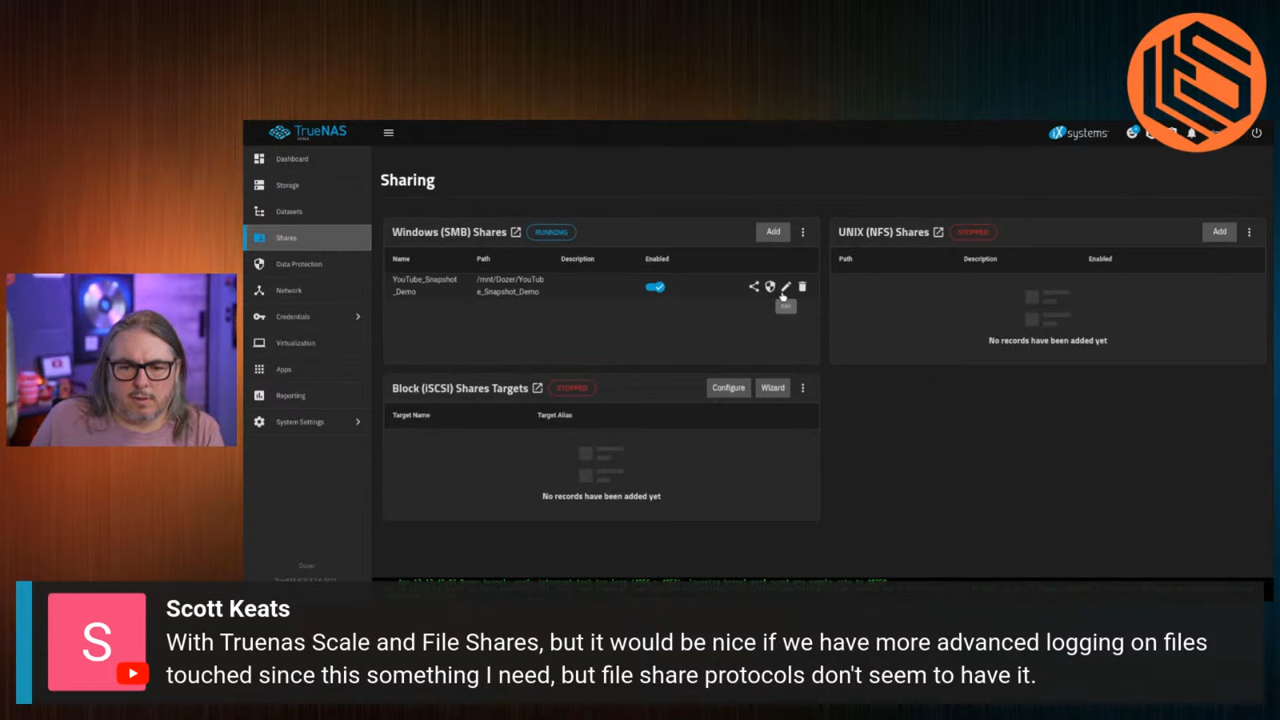 TrueNAS
SCALE
iXsystems
Dashboard
Storage
Datasets
Shares
Data Protection
Network
Credentials
Virtualization
Apps
Reporting
System Settings
Sharing
Windows (SMB) Shares RUNNING Add
Name Path Description Enabled
YouTube_Snapshot /mnt/Dozer/YouTub
_Demo e_Snapshot_Demo
Edit
UNIX (NFS) Shares STOPPED Add
Path Description Enabled
No records have been added yet
Block (iSCSI) Shares Targets STOPPED Configure Wizard
Target Name Target Alias
No records have been added yet
Dozer
S
Scott Keats
With Truenas Scale and File Shares, but it would be nice if we have more advanced logging on files
touched since this something I need, but file share protocols don't seem to have it.